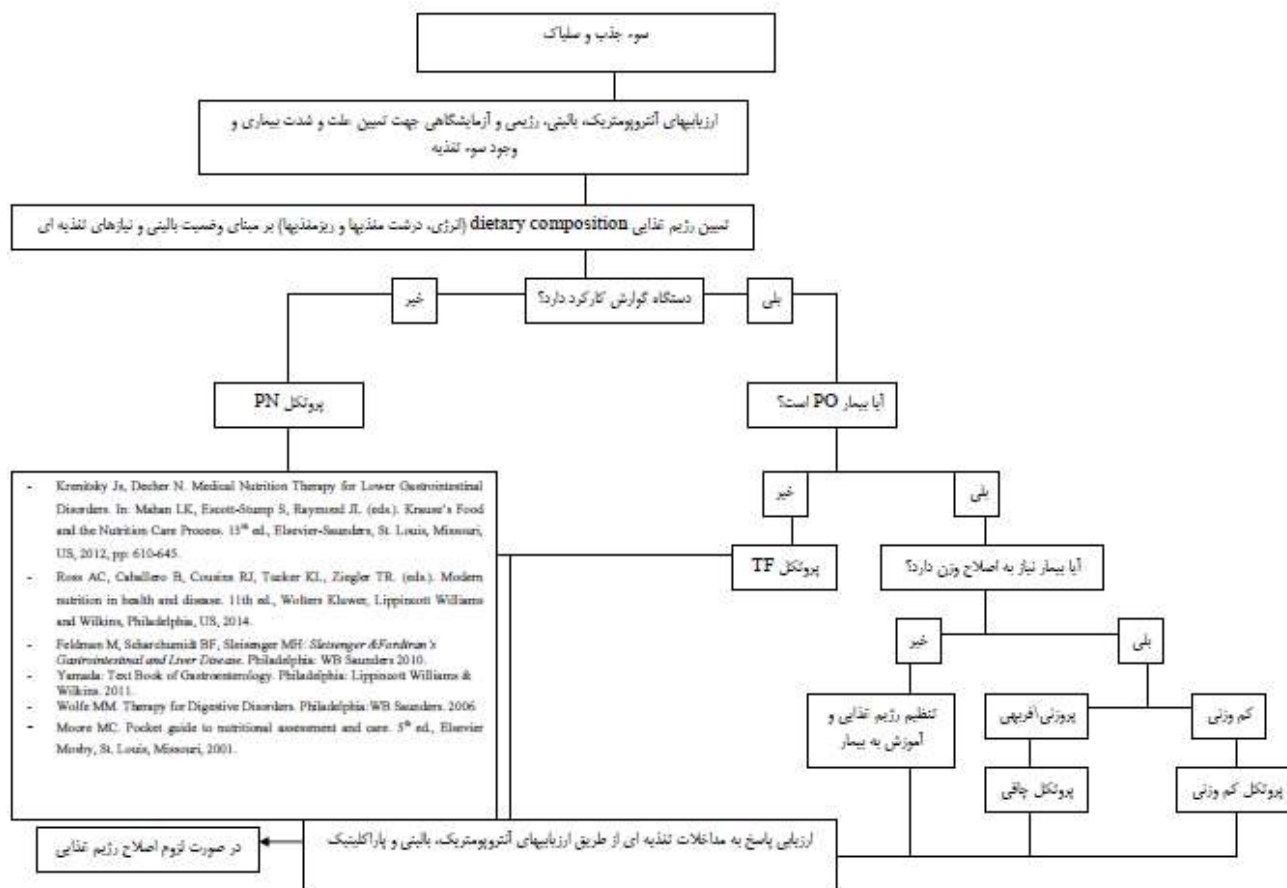 سوء جذب و سلیاک
ارزیابیهای آنتروپومتریک، بالینی، رژیمی و آزمایشگاهی جهت تعیین علت و شدت بیماری و
وجود سوء تغذیه
تعیین رژیم غذایی dietary composition (انرژی، درشت مغذیها و ریزمغذیها) بر مبنای وضعیت بالینی و نیازهای تغذیه ای
بلی
دستگاه گوارش کارکرد دارد؟
خیر
آیا بیمار PO است؟
پروتکل PN
- Krenitsky Js, Decher N. Medical Nutrition Therapy for Lower Gastrointestinal
Disorders. In: Mahan LK, Escott-Stump S, Raymond JL (eds.). Krause's Food
and the Nutrition Care Process. 13th ed., Elsevier-Saunders, St. Louis, Missouri,
US, 2012, pp: 610-645.
- Ross AC, Caballero B, Cousins RJ, Tucker KL, Ziegler TR. (eds.). Modern
nutrition in health and disease. 11th ed., Wolters Kluwer, Lippincott Williams
and Wilkins, Philadelphia, US, 2014.
- Feldman M, Scharchumidt BF, Sleisenger MH: Sleisenger &Fordtran's
Gastrointestinal and Liver Disease. Philadelphia: WB Saunders 2010.
- Yamada: Text Book of Gastroenterology. Philadelphia: Lippincott Williams &
Wilkins. 2011.
- Wolfe MM. Therapy for Digestive Disorders. Philadelphia: WB Saunders. 2006
- Moore MC. Pocket guide to nutritional assessment and care. 5th ed., Elsevier
Mosby, St. Louis, Missouri, 2001.
بلی
خیر
آیا بیمار نیاز به اصلاح وزن دارد؟
پروتکل TF
بلی
خیر
کم وزنی
پروزنی\فربهی
تنظیم رژیم غذایی و
آموزش به بیمار
پروتکل کم وزنی
پروتکل چاقی
ارزیابی پاسخ به مداخلات تغذیه ای از طریق ارزیابیهای آنتروپومتریک، بالینی و پاراکلینیک
در صورت لزوم اصلاح رژیم غذایی